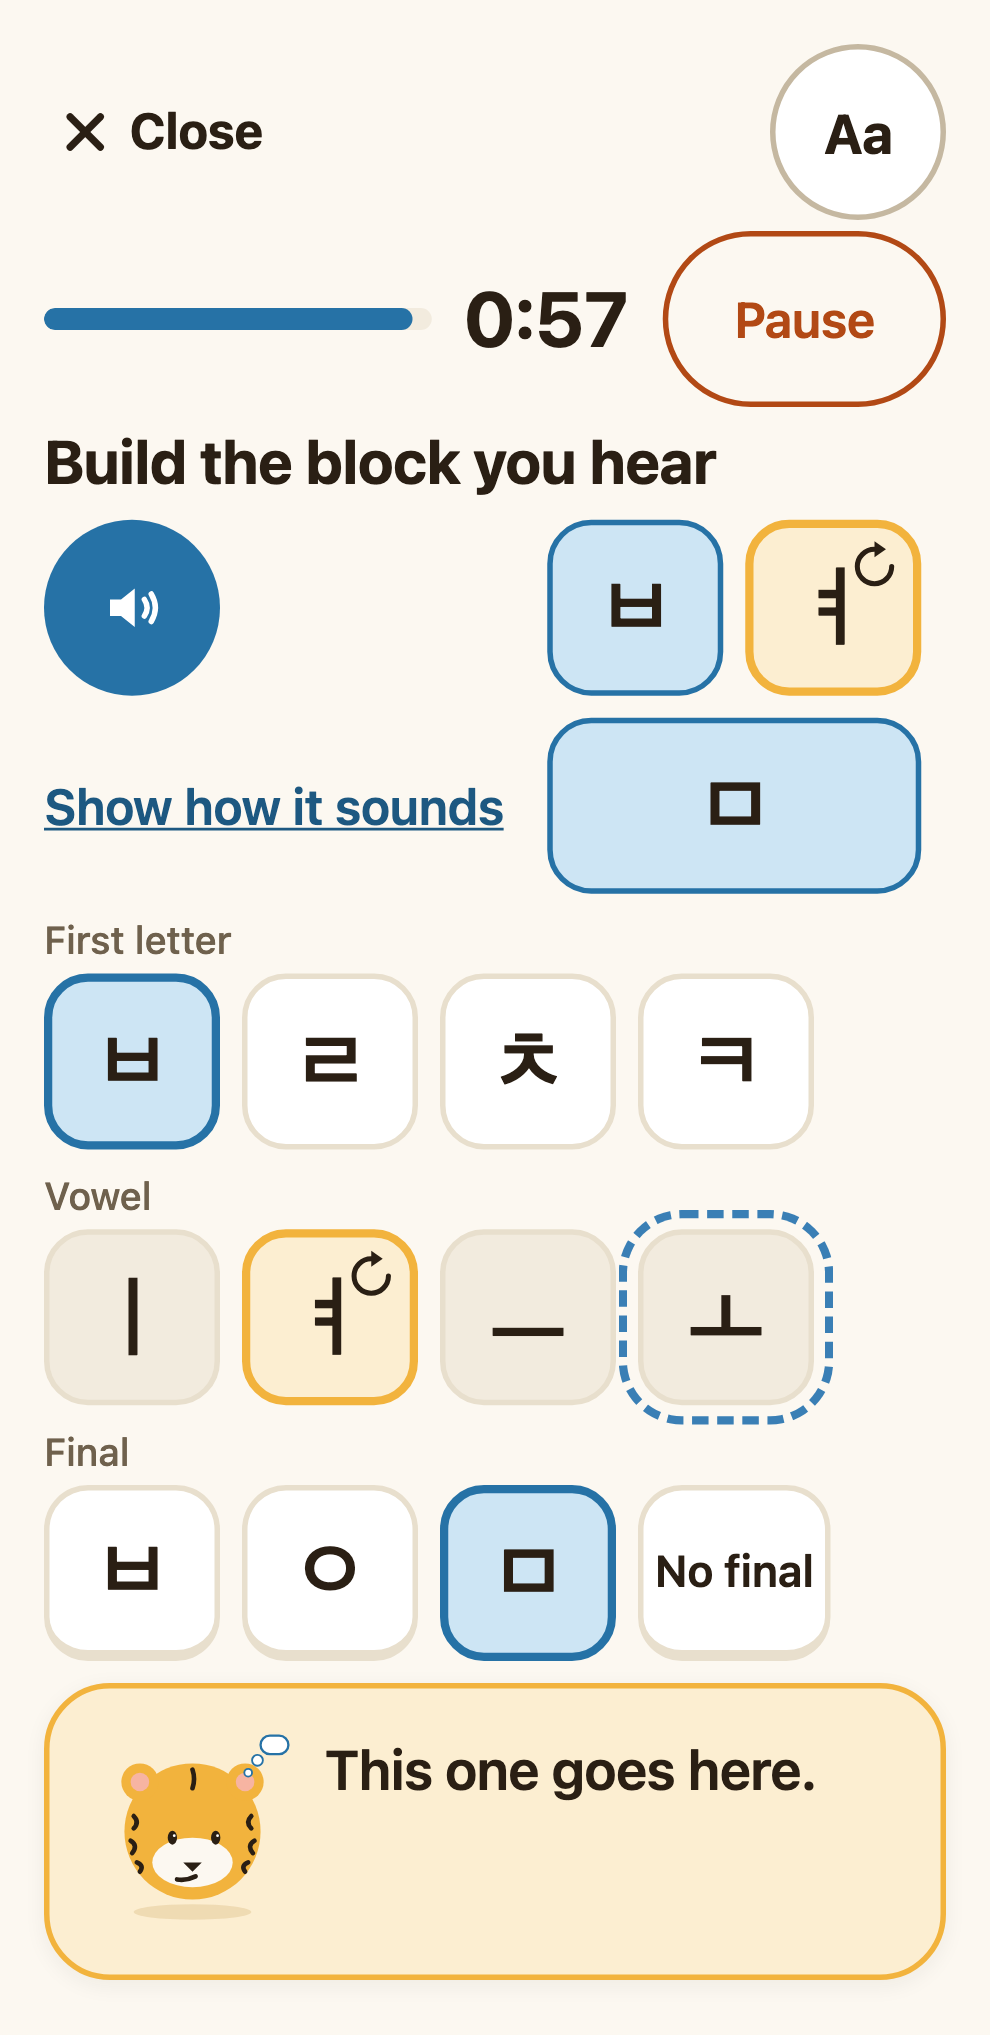 Close
Aa
0:57
Pause
Build the block you hear
ㅂ ㅕ
Show how it sounds
ㅁ
First letter
ㅂ ㄹ ㅊ ㅋ
Vowel
ㅣ ㅕ ㅡ ㅗ
Final
ㅂ ㅇ ㅁ No final
This one goes here.